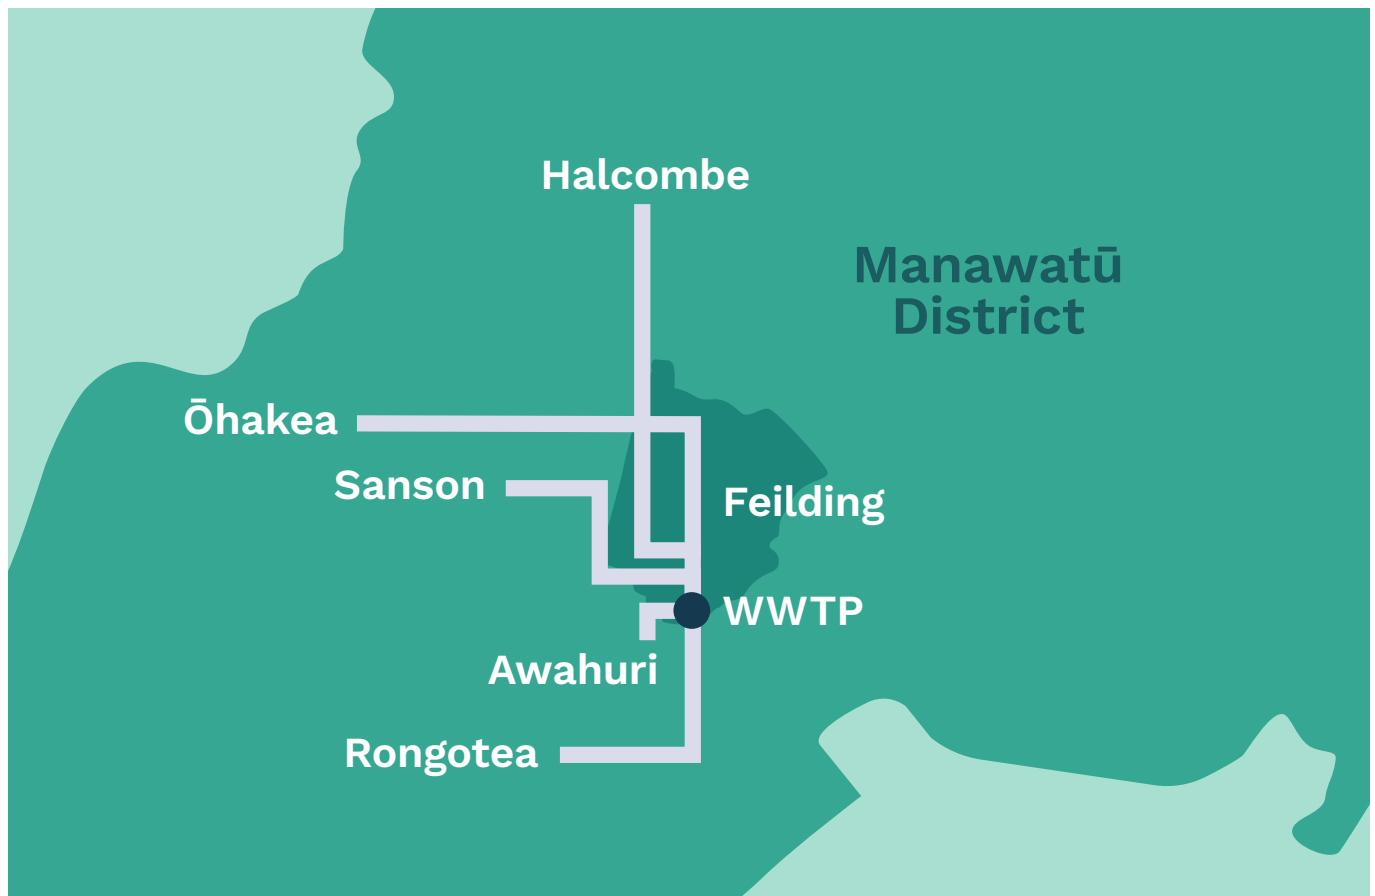 Halcombe
Manawatū
District
Ōhakea
Sanson
Feilding
WWTP
Awahuri
Rongotea